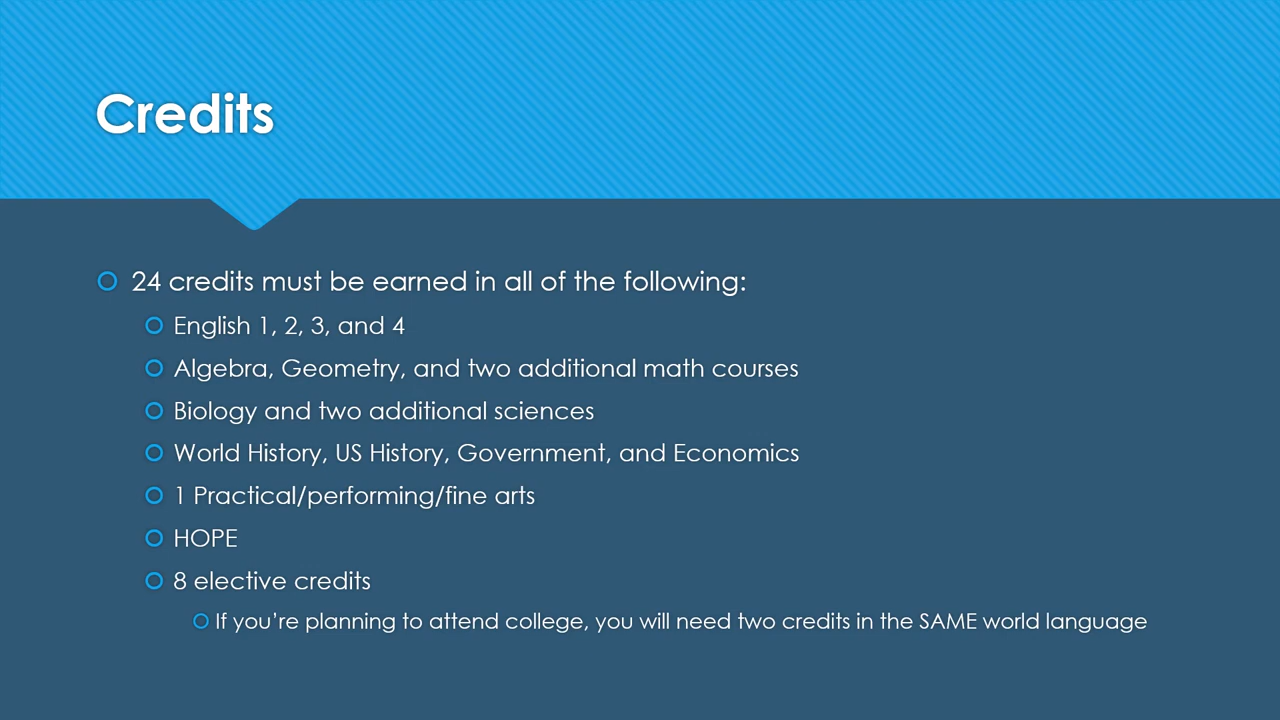 Credits
24 credits must be earned in all of the following:
English 1, 2, 3, and 4
Algebra, Geometry, and two additional math courses
Biology and two additional sciences
World History, US History, Government, and Economics
1 Practical/performing/fine arts
HOPE
8 elective credits
If you’re planning to attend college, you will need two credits in the SAME world language